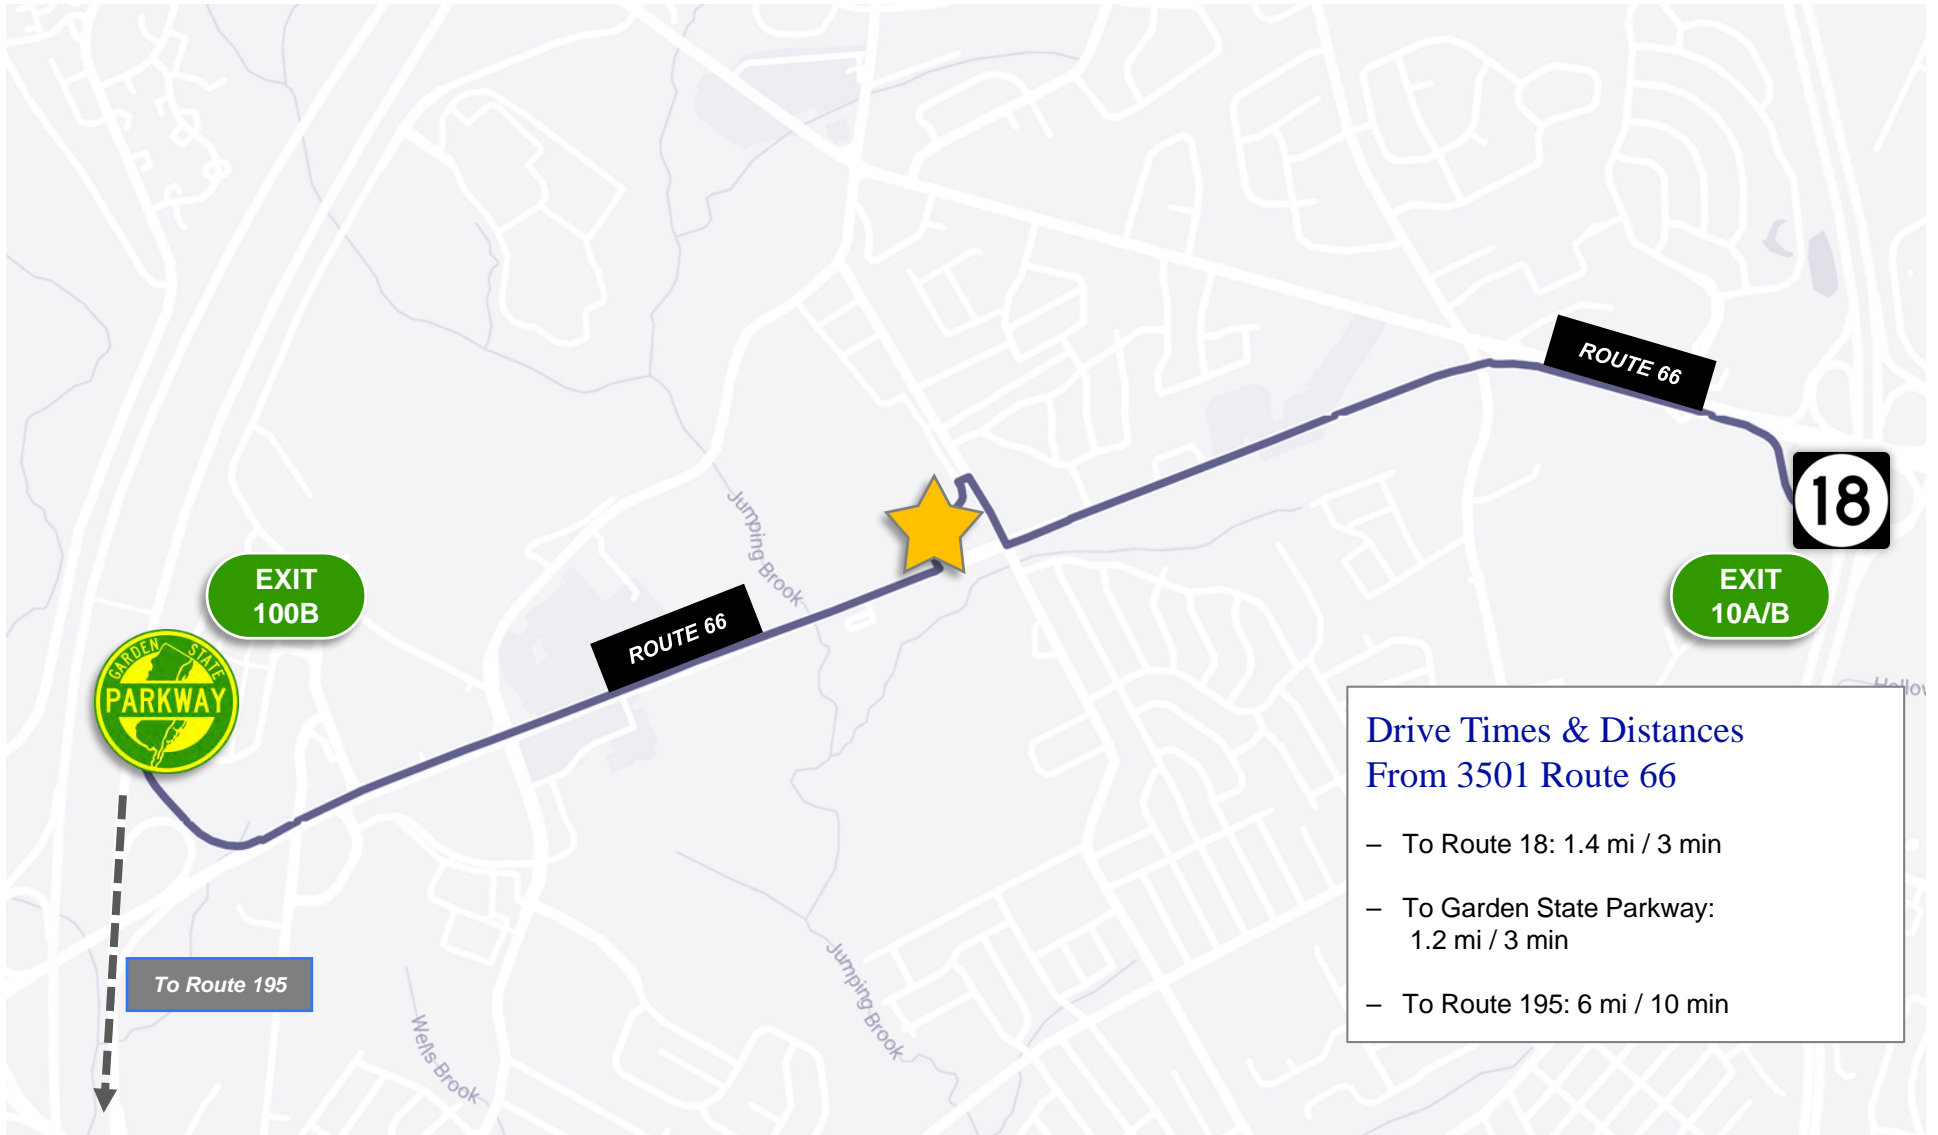 ROUTE 66
18
Jumping Brook
EXIT
100B
EXIT
10A/B
ROUTE 66
GARDEN STATE
PARKWAY
Drive Times & Distances
From 3501 Route 66
– To Route 18: 1.4 mi / 3 min
– To Garden State Parkway:
1.2 mi / 3 min
– To Route 195: 6 mi / 10 min
To Route 195
Jumping Brook
Wells Brook